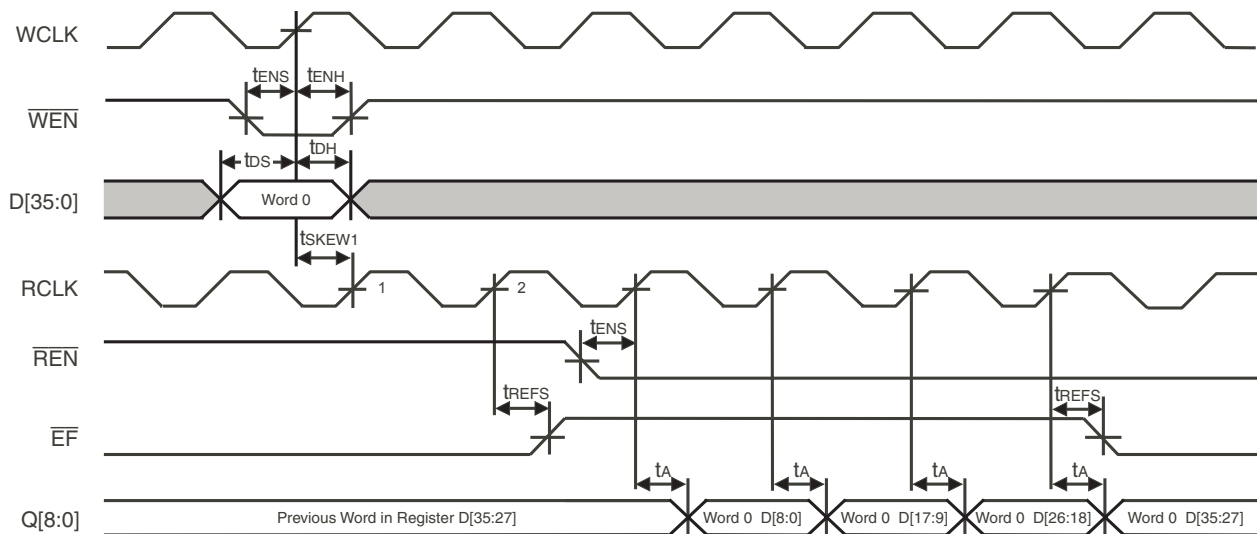 WCLK
tENS tENH
WEN
tDS tDH
D[35:0] Word 0
tSKEW1
RCLK 1 2
tENS
REN
tREFS tREFS
EF
tA tA tA tA
Q[8:0] Previous Word in Register D[35:27] Word 0 D[8:0] Word 0 D[17:9] Word 0 D[26:18] Word 0 D[35:27]